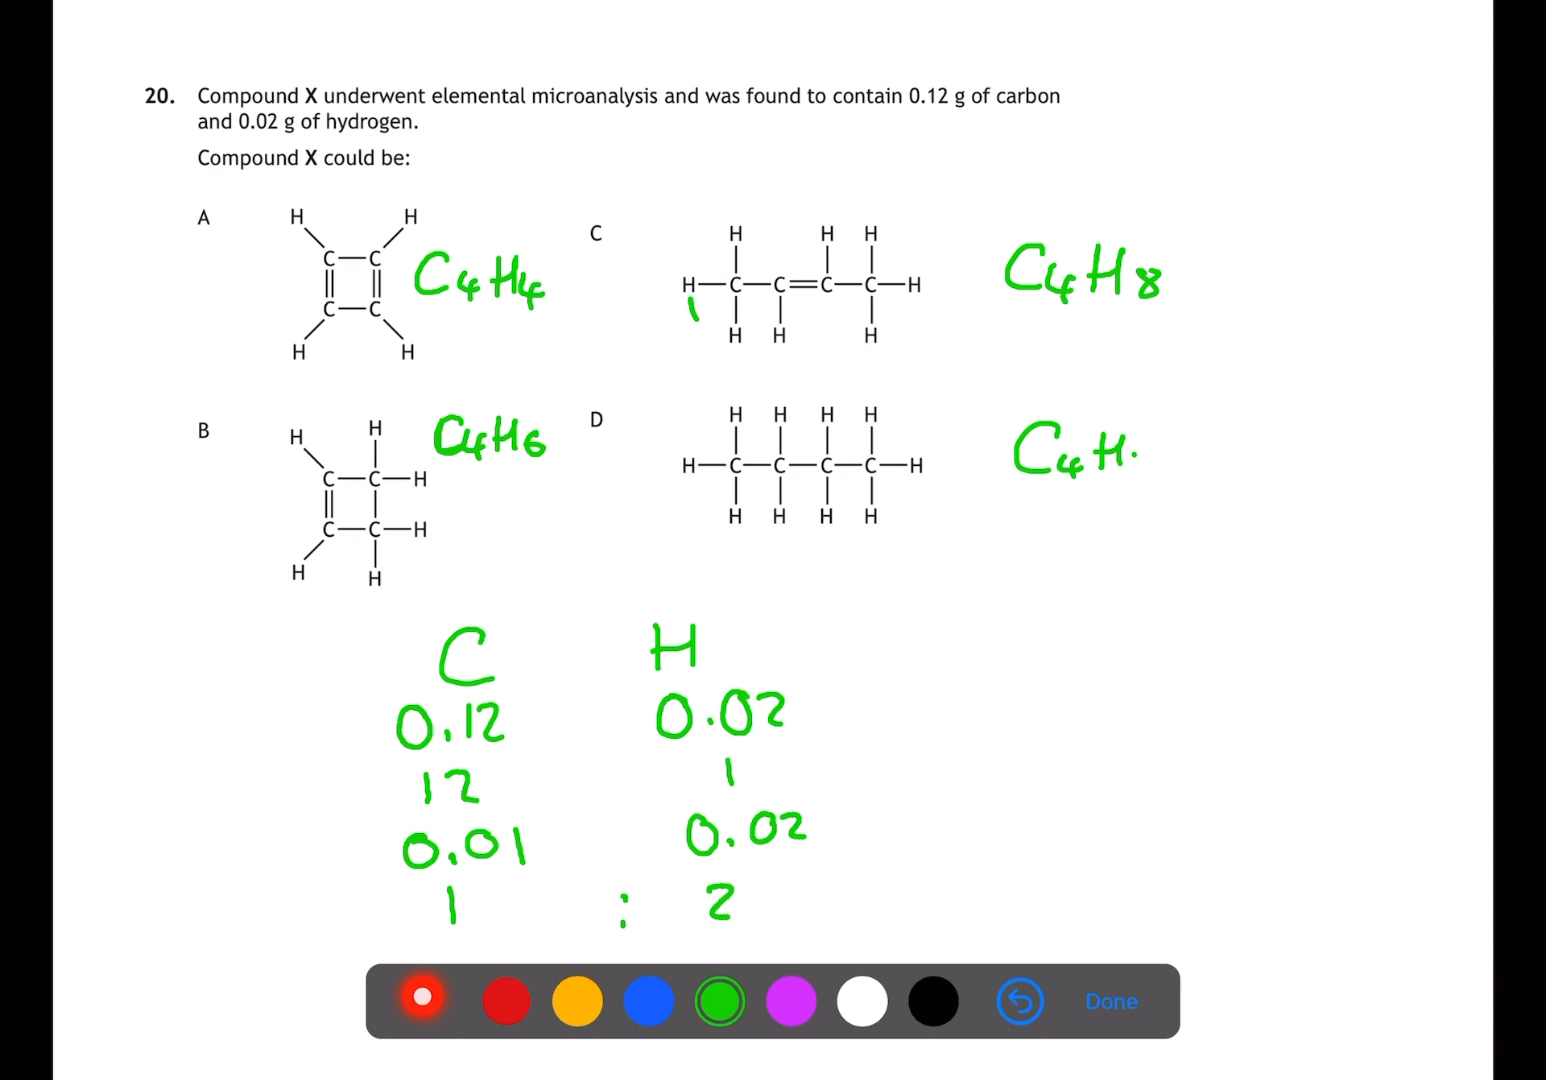 20. Compound X underwent elemental microanalysis and was found to contain 0.12 g of carbon
and 0.02 g of hydrogen.
Compound X could be:
A
H H
C C
C C
H H
C4H4
C
H H H
H C C C C H
H H H
1
C4H8
B
H H
C C H
C C H
H H
C4H6
D
H H H H
H C C C C H
H H H H
C4H.
C H
0.12 0.02
12 1
0.01 0.02
1 : 2
Done